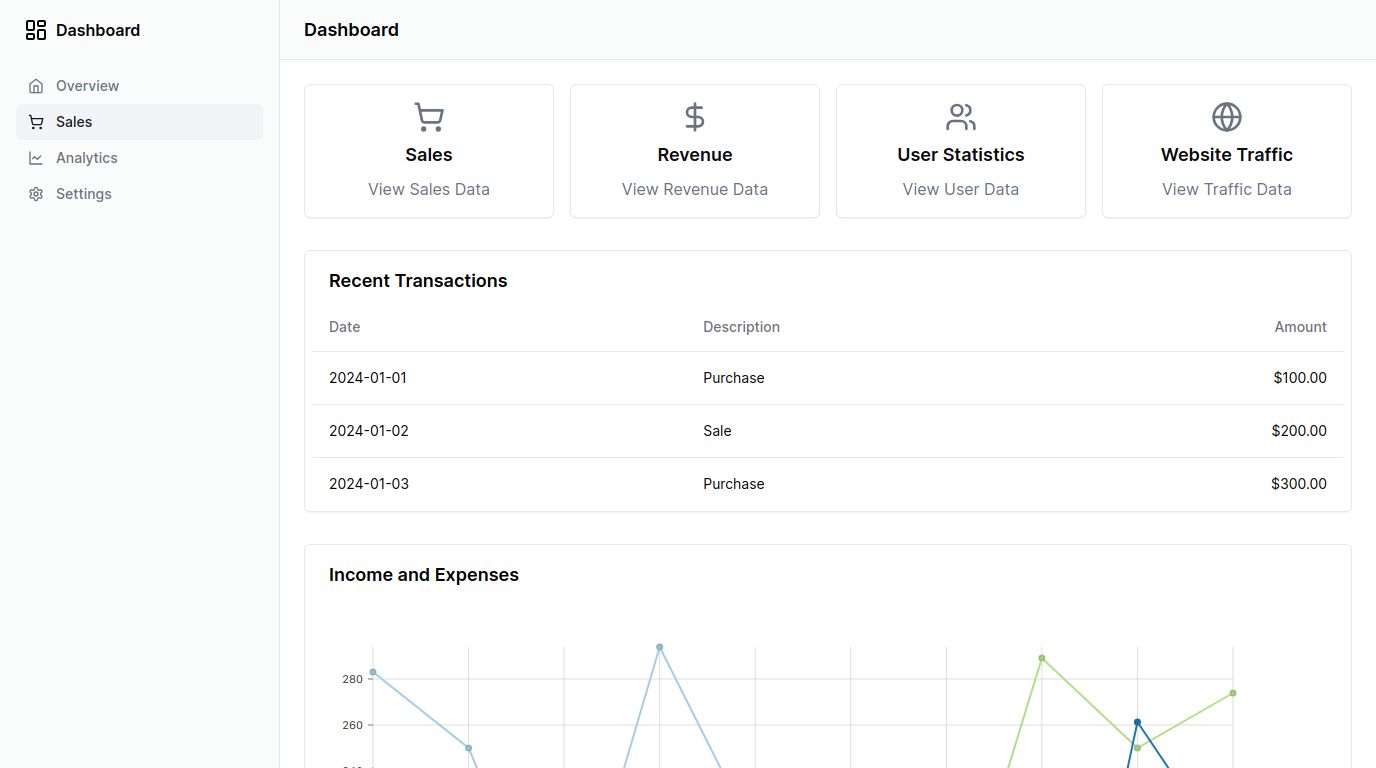 Dashboard
Overview
Sales
Analytics
Settings
Dashboard
Sales
View Sales Data
Revenue
View Revenue Data
User Statistics
View User Data
Website Traffic
View Traffic Data
Recent Transactions
Date Description Amount
2024-01-01 Purchase $100.00
2024-01-02 Sale $200.00
2024-01-03 Purchase $300.00
Income and Expenses
280
260